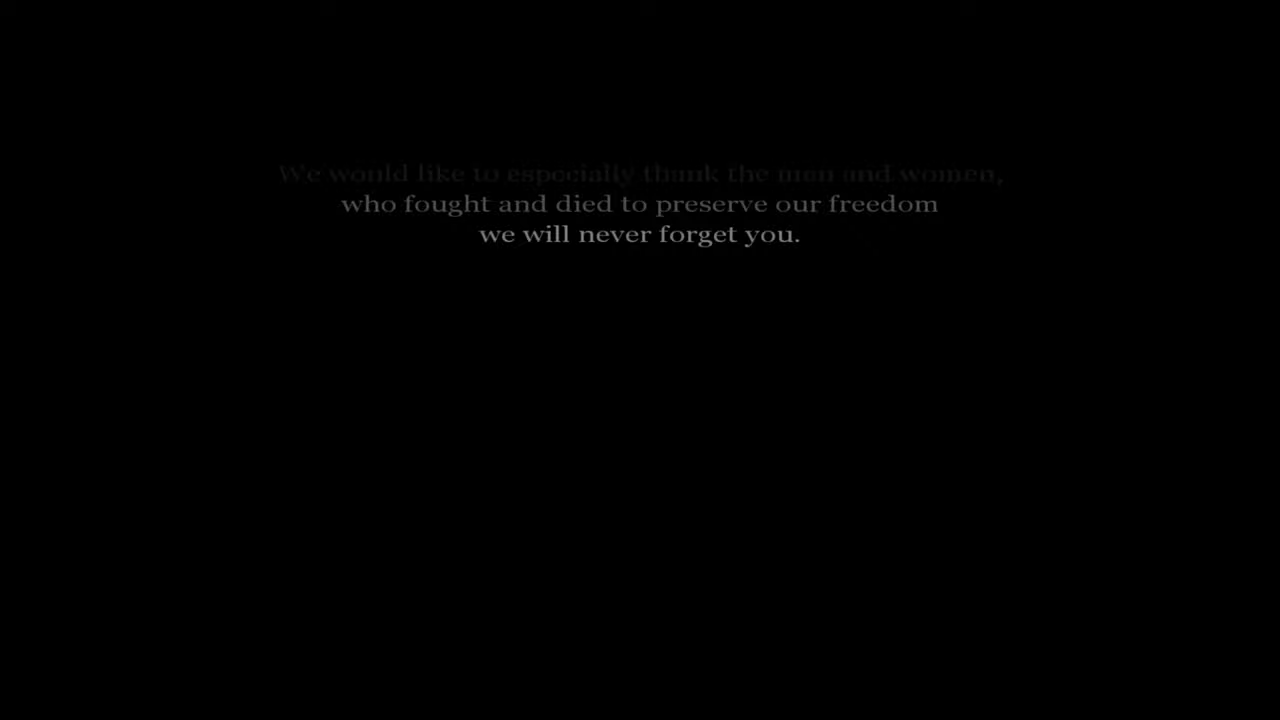 We would like to especially thank the men and women,
who fought and died to preserve our freedom
we will never forget you.